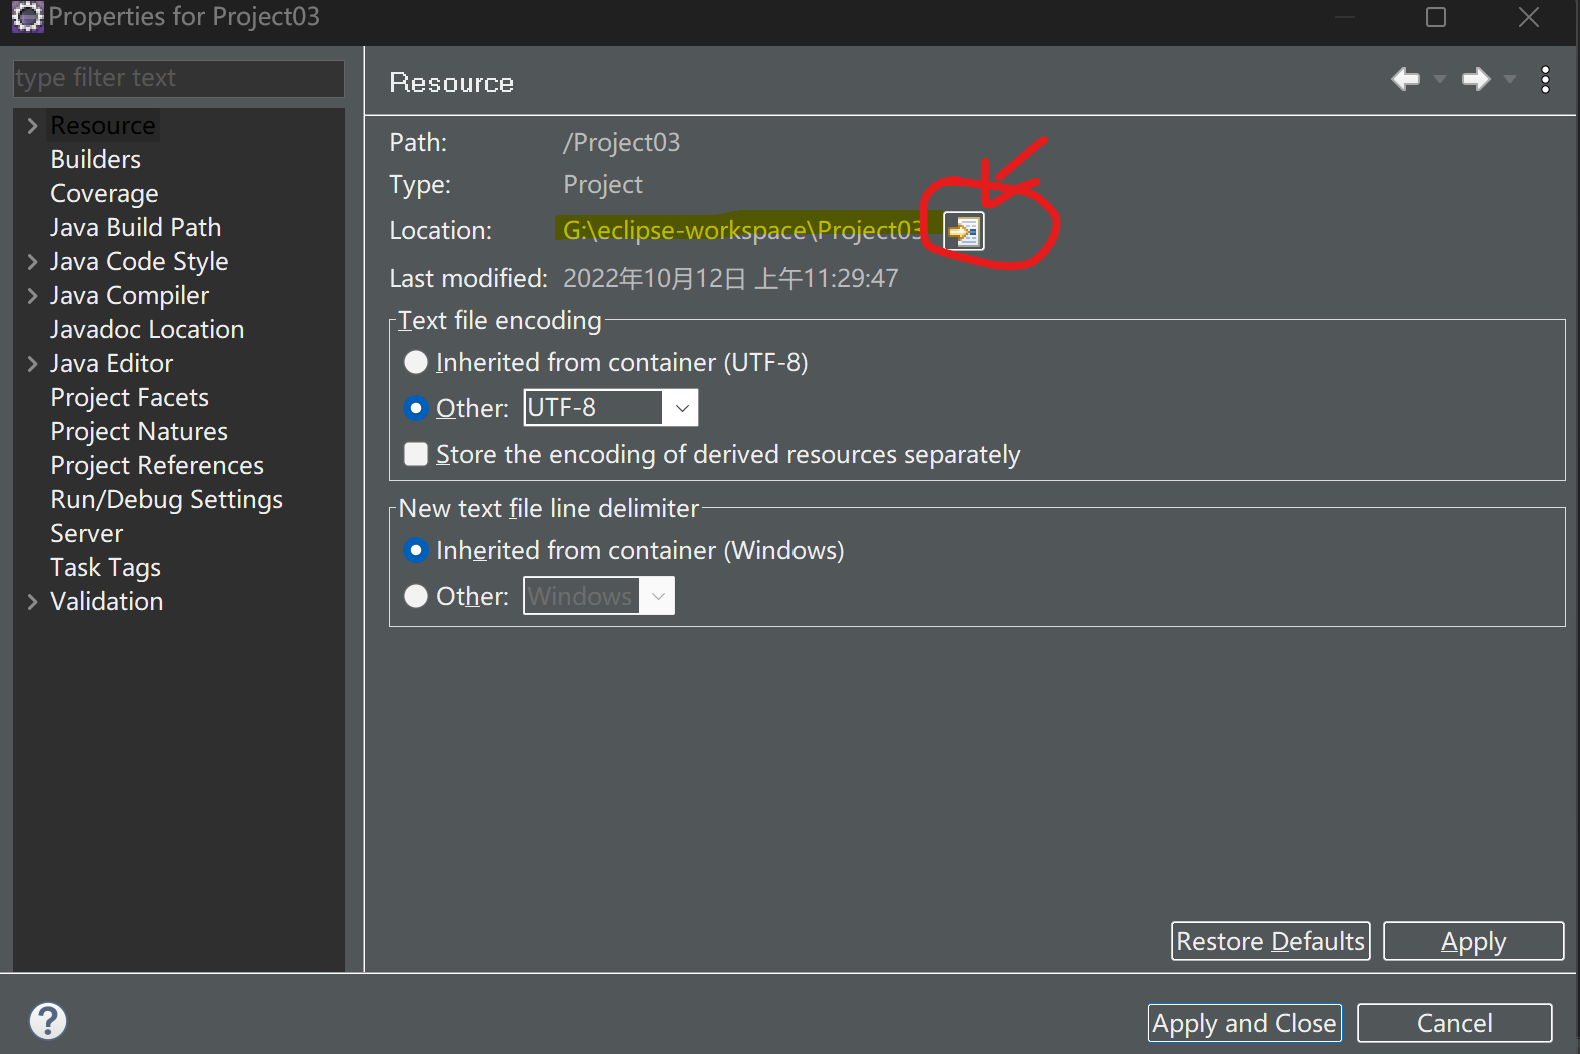 Properties for Project03
type filter text
Resource
Builders
Coverage
Java Build Path
Java Code Style
Java Compiler
Javadoc Location
Java Editor
Project Facets
Project Natures
Project References
Run/Debug Settings
Server
Task Tags
Validation
Resource
Path: /Project03
Type: Project
Location: G:\eclipse-workspace\Project03
Last modified: 2022年10月12日 上午11:29:47
Text file encoding
Inherited from container (UTF-8)
Other: UTF-8
Store the encoding of derived resources separately
New text file line delimiter
Inherited from container (Windows)
Other: Windows
Restore Defaults Apply
? Apply and Close Cancel